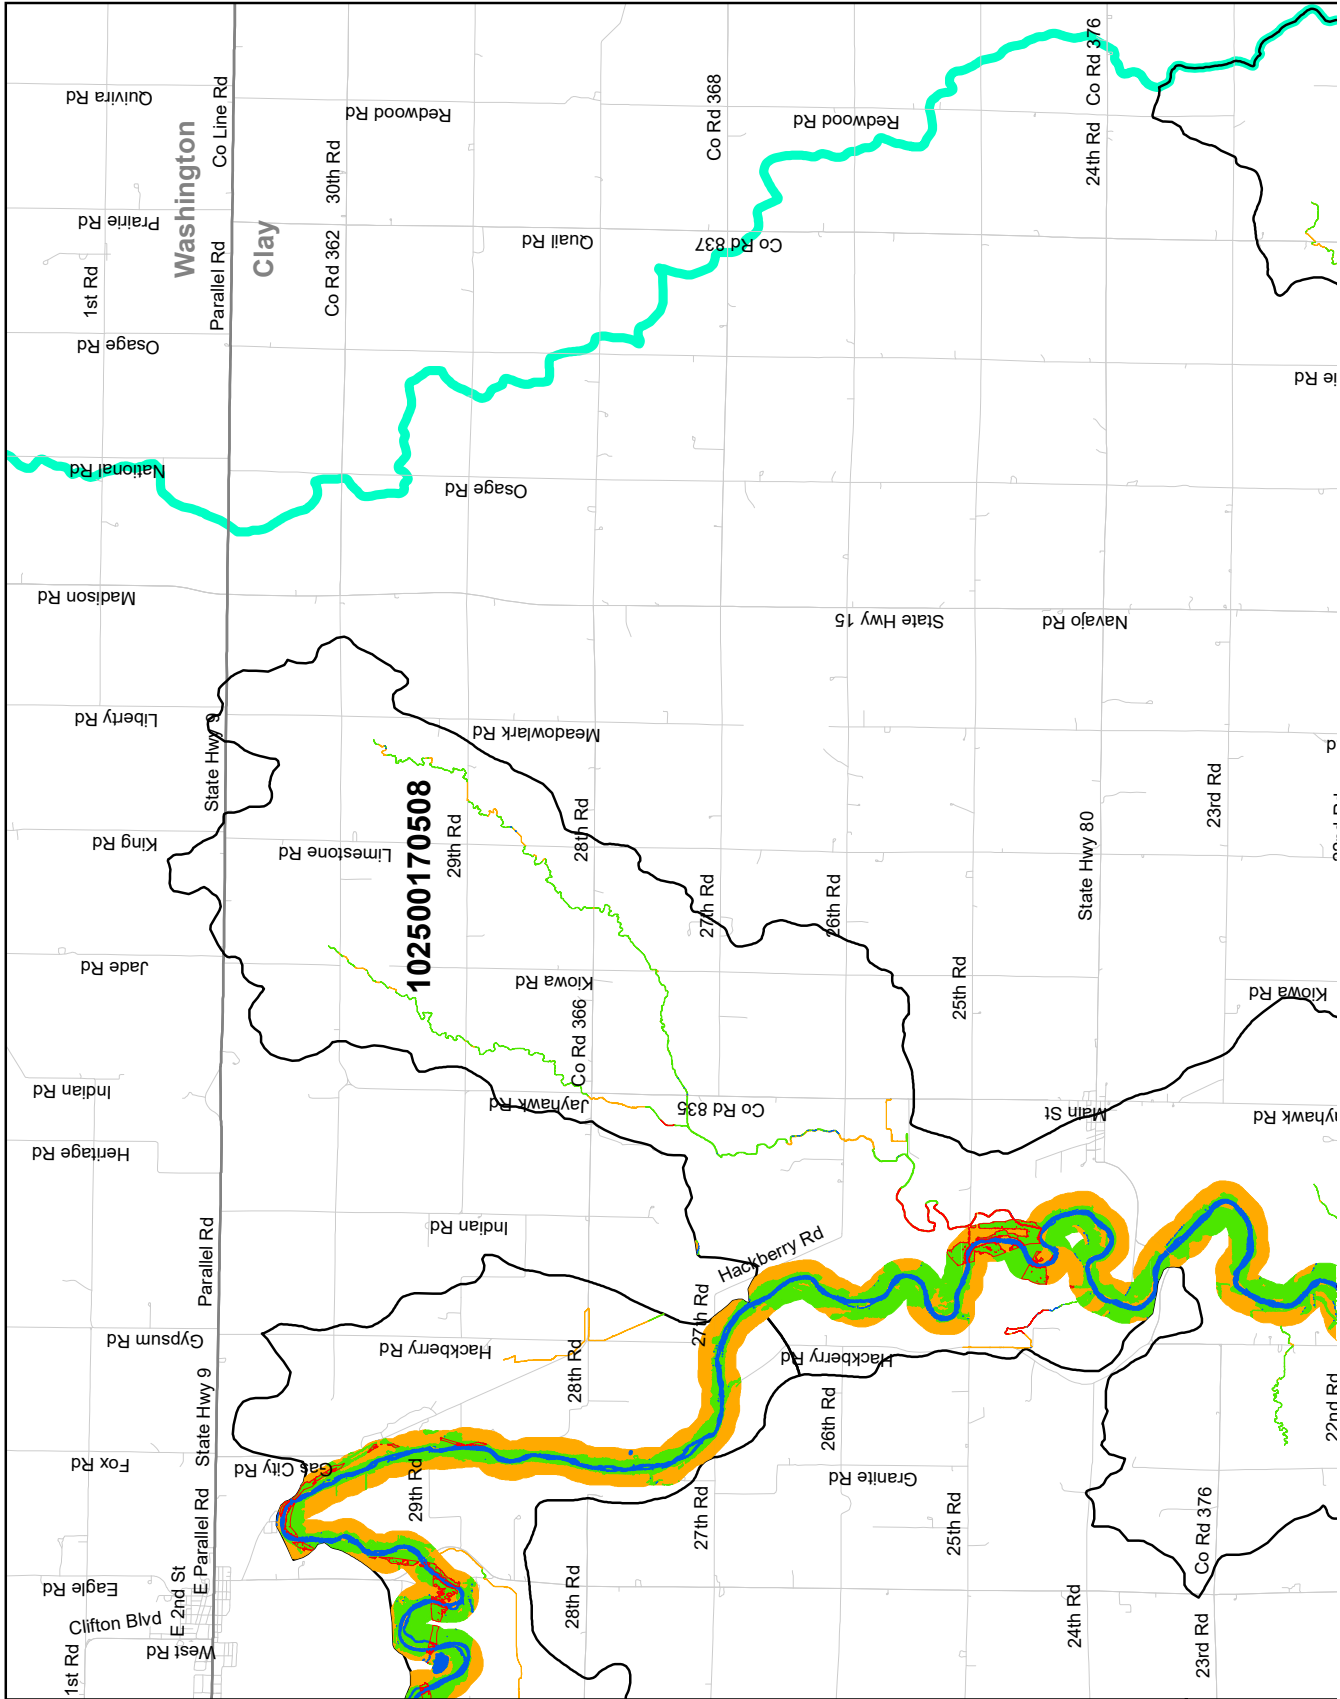 Quivira Rd
Co Line Rd
Redwood Rd
Co Rd 368
Redwood Rd
Co Rd 376
24th Rd
30th Rd
Washington
Prairie Rd
Parallel Rd
Clay
Co Rd 362
Quail Rd
Co Rd 837
1st Rd
Osage Rd
National Rd
Osage Rd
Madison Rd
State Hwy 15
Navajo Rd
Liberty Rd
State Hwy 9
Meadowlark Rd
King Rd
Limestone Rd
102500170508
29th Rd
28th Rd
27th Rd
26th Rd
State Hwy 80
23rd Rd
Jade Rd
Kiowa Rd
25th Rd
Kiowa Rd
Co Rd 366
Indian Rd
Jayhawk Rd
Co Rd 835
Main St
Heritage Rd
Parallel Rd
Indian Rd
Hackberry Rd
Gypsum Rd
Hackberry Rd
28th Rd
27th Rd
Hackberry Rd
26th Rd
22nd Rd
State Hwy 9
Fox Rd
Gas City Rd
29th Rd
Granite Rd
E Parallel Rd
27th Rd
25th Rd
Co Rd 376
Eagle Rd
E 2nd St
Clifton Blvd
28th Rd
24th Rd
West Rd
1st Rd
23rd Rd